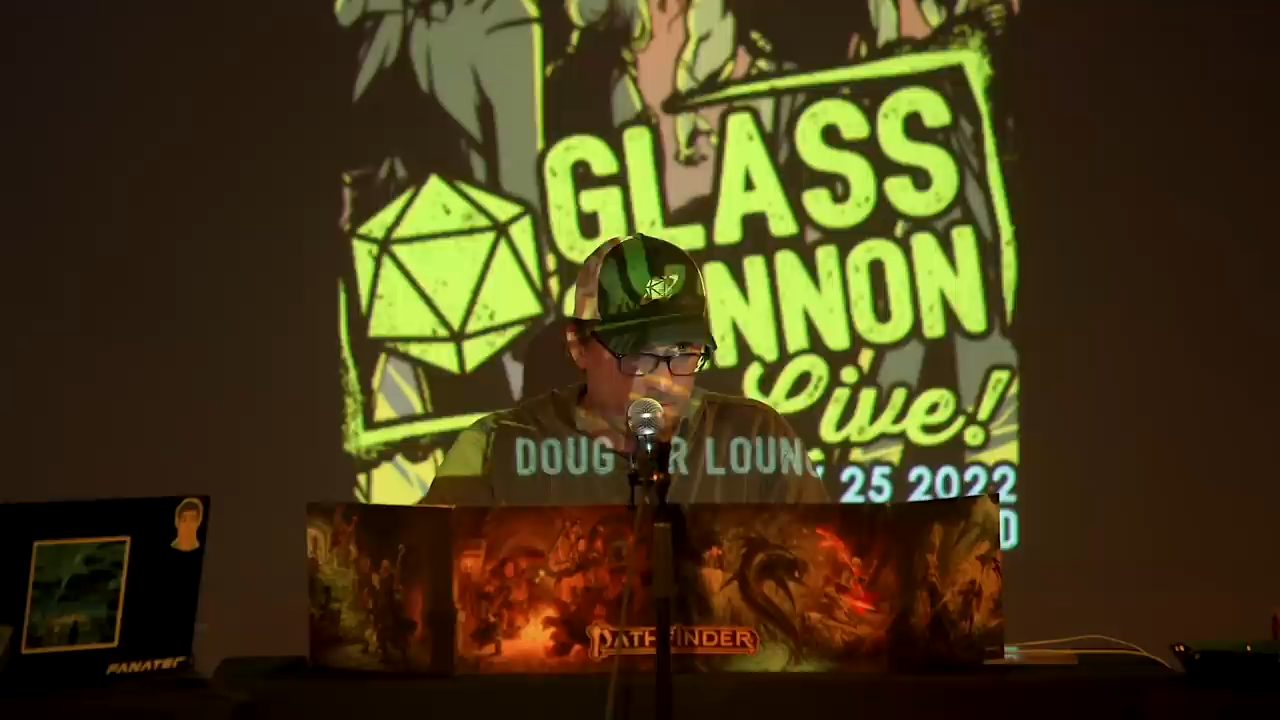 GLASS
NNON
Live!
DOUG
R LOUN
25 2022
D
PATHFINDER
FANATEC